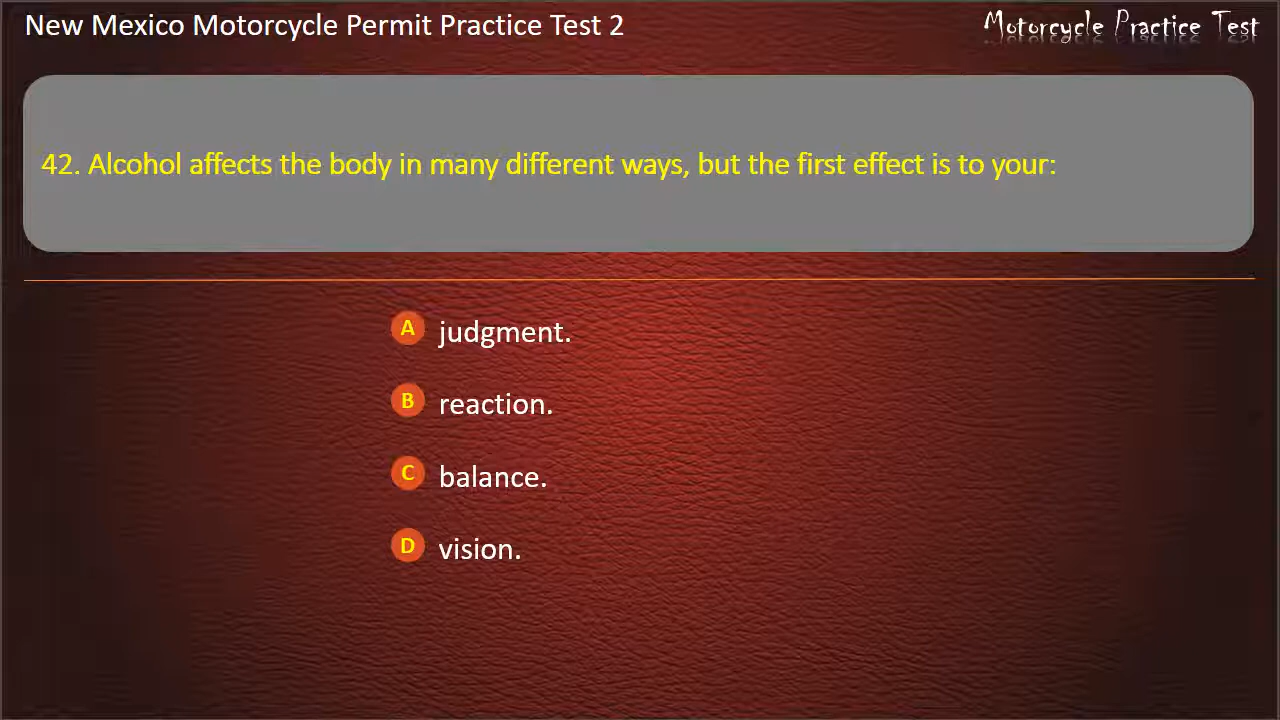 New Mexico Motorcycle Permit Practice Test 2
Motorcycle Practice Test
42. Alcohol affects the body in many different ways, but the first effect is to your:
A judgment.
B reaction.
C balance.
D vision.